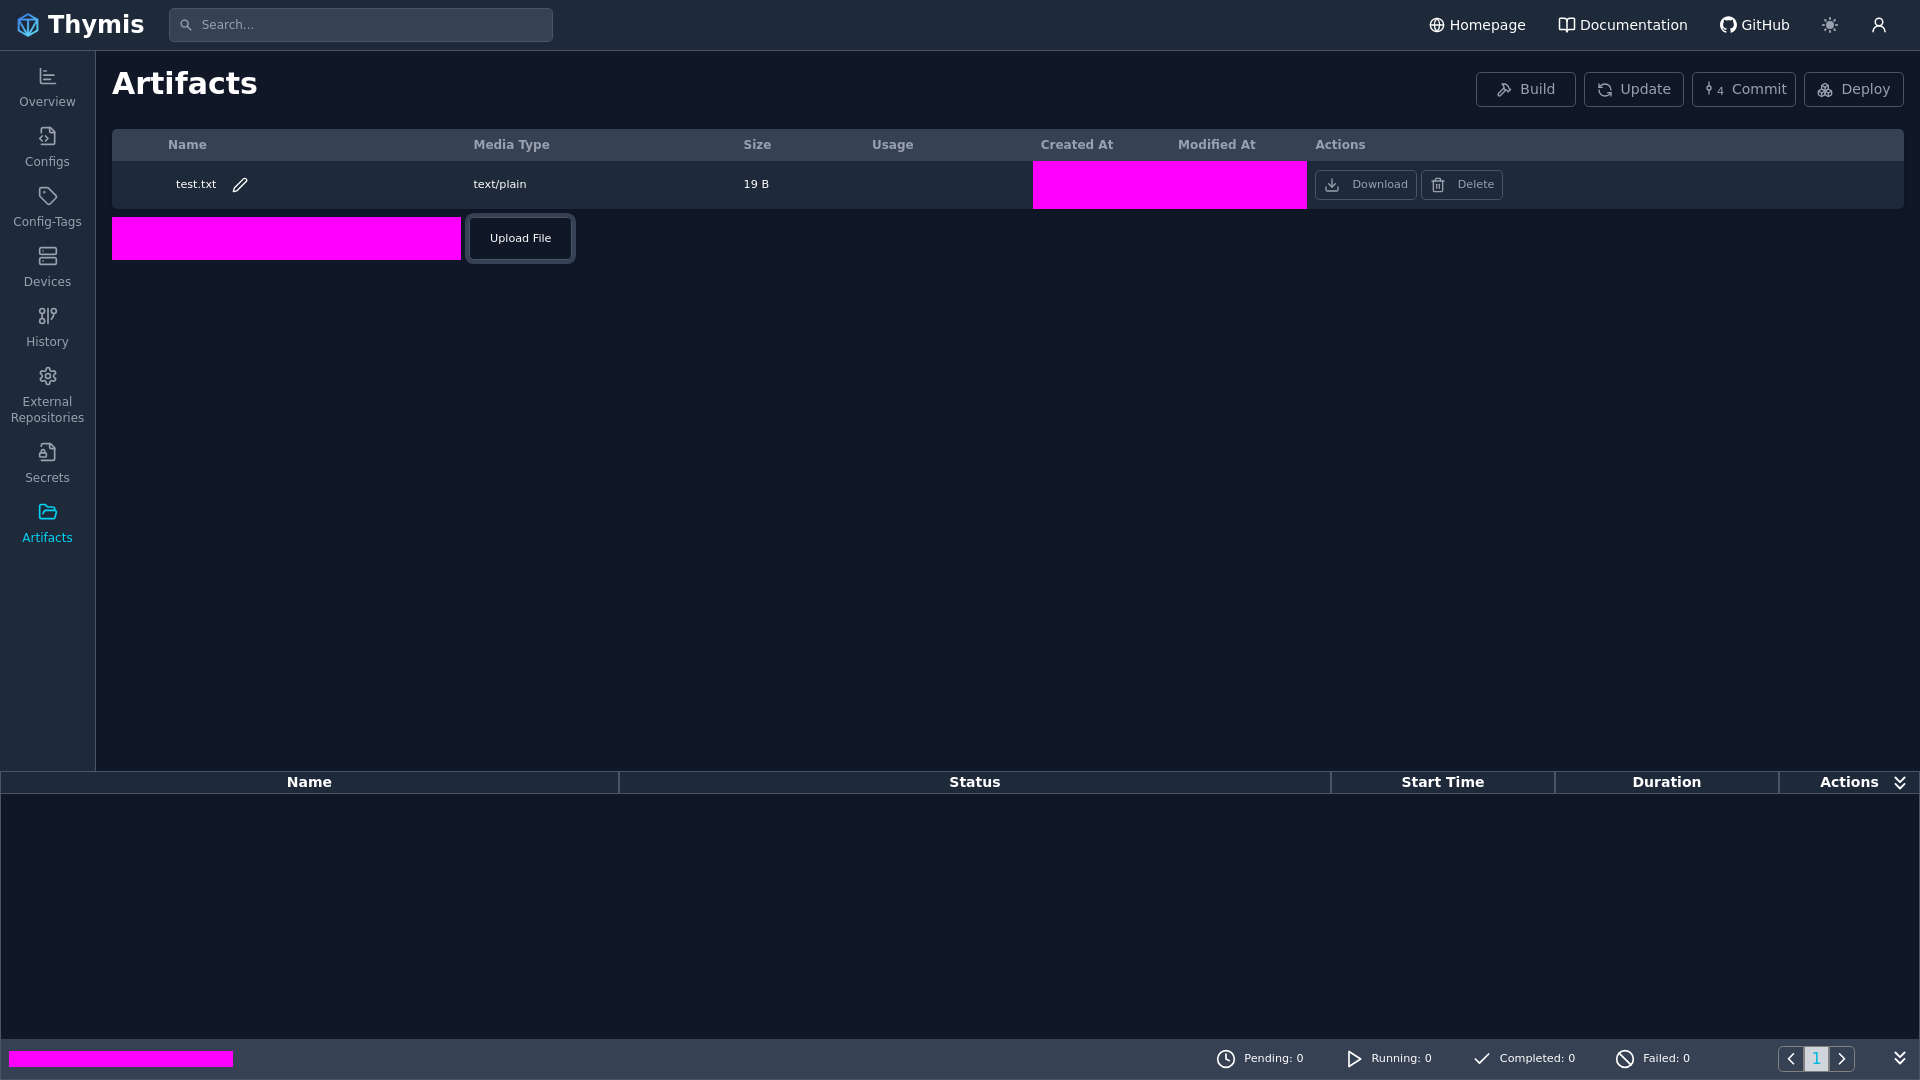 Thymis
Search...
Homepage
Documentation
GitHub
Overview
Configs
Config-Tags
Devices
History
External
Repositories
Secrets
Artifacts
Artifacts
Build
Update
4 Commit
Deploy
Name Media Type Size Usage Created At Modified At Actions
test.txt text/plain 19 B Download Delete
Upload File
Name Status Start Time Duration Actions
Pending: 0 Running: 0 Completed: 0 Failed: 0 1